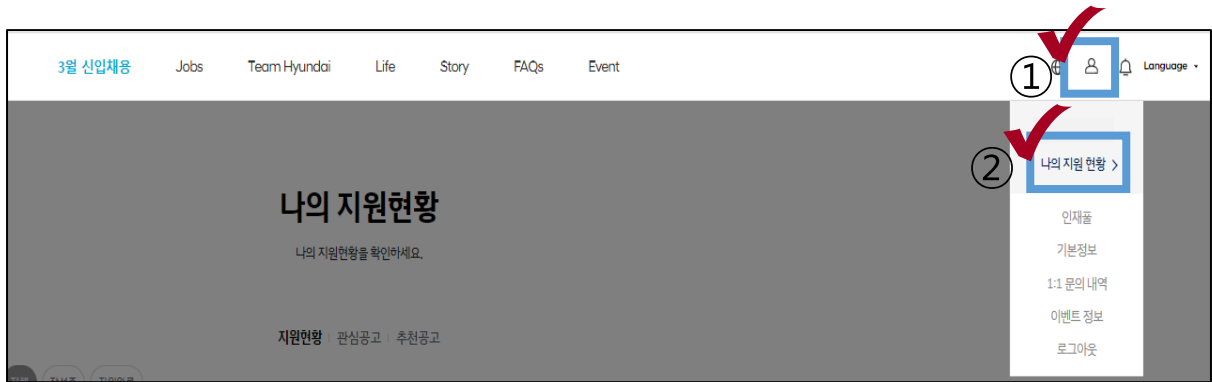 3월 신입채용 Jobs Team Hyundai Life Story FAQs Event Language
①
②
나의 지원 현황 >
인재풀
기본정보
1:1 문의 내역
이벤트 정보
로그아웃
나의 지원현황
나의 지원현황을 확인하세요.
지원현황 관심공고 추천공고